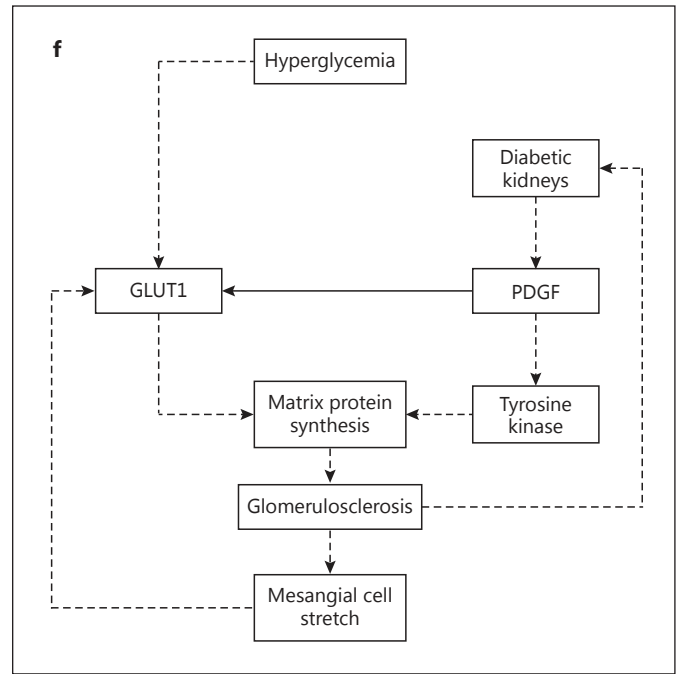 f
Hyperglycemia
Diabetic
kidneys
GLUT1
PDGF
Matrix protein
synthesis
Tyrosine
kinase
Glomerulosclerosis
Mesangial cell
stretch